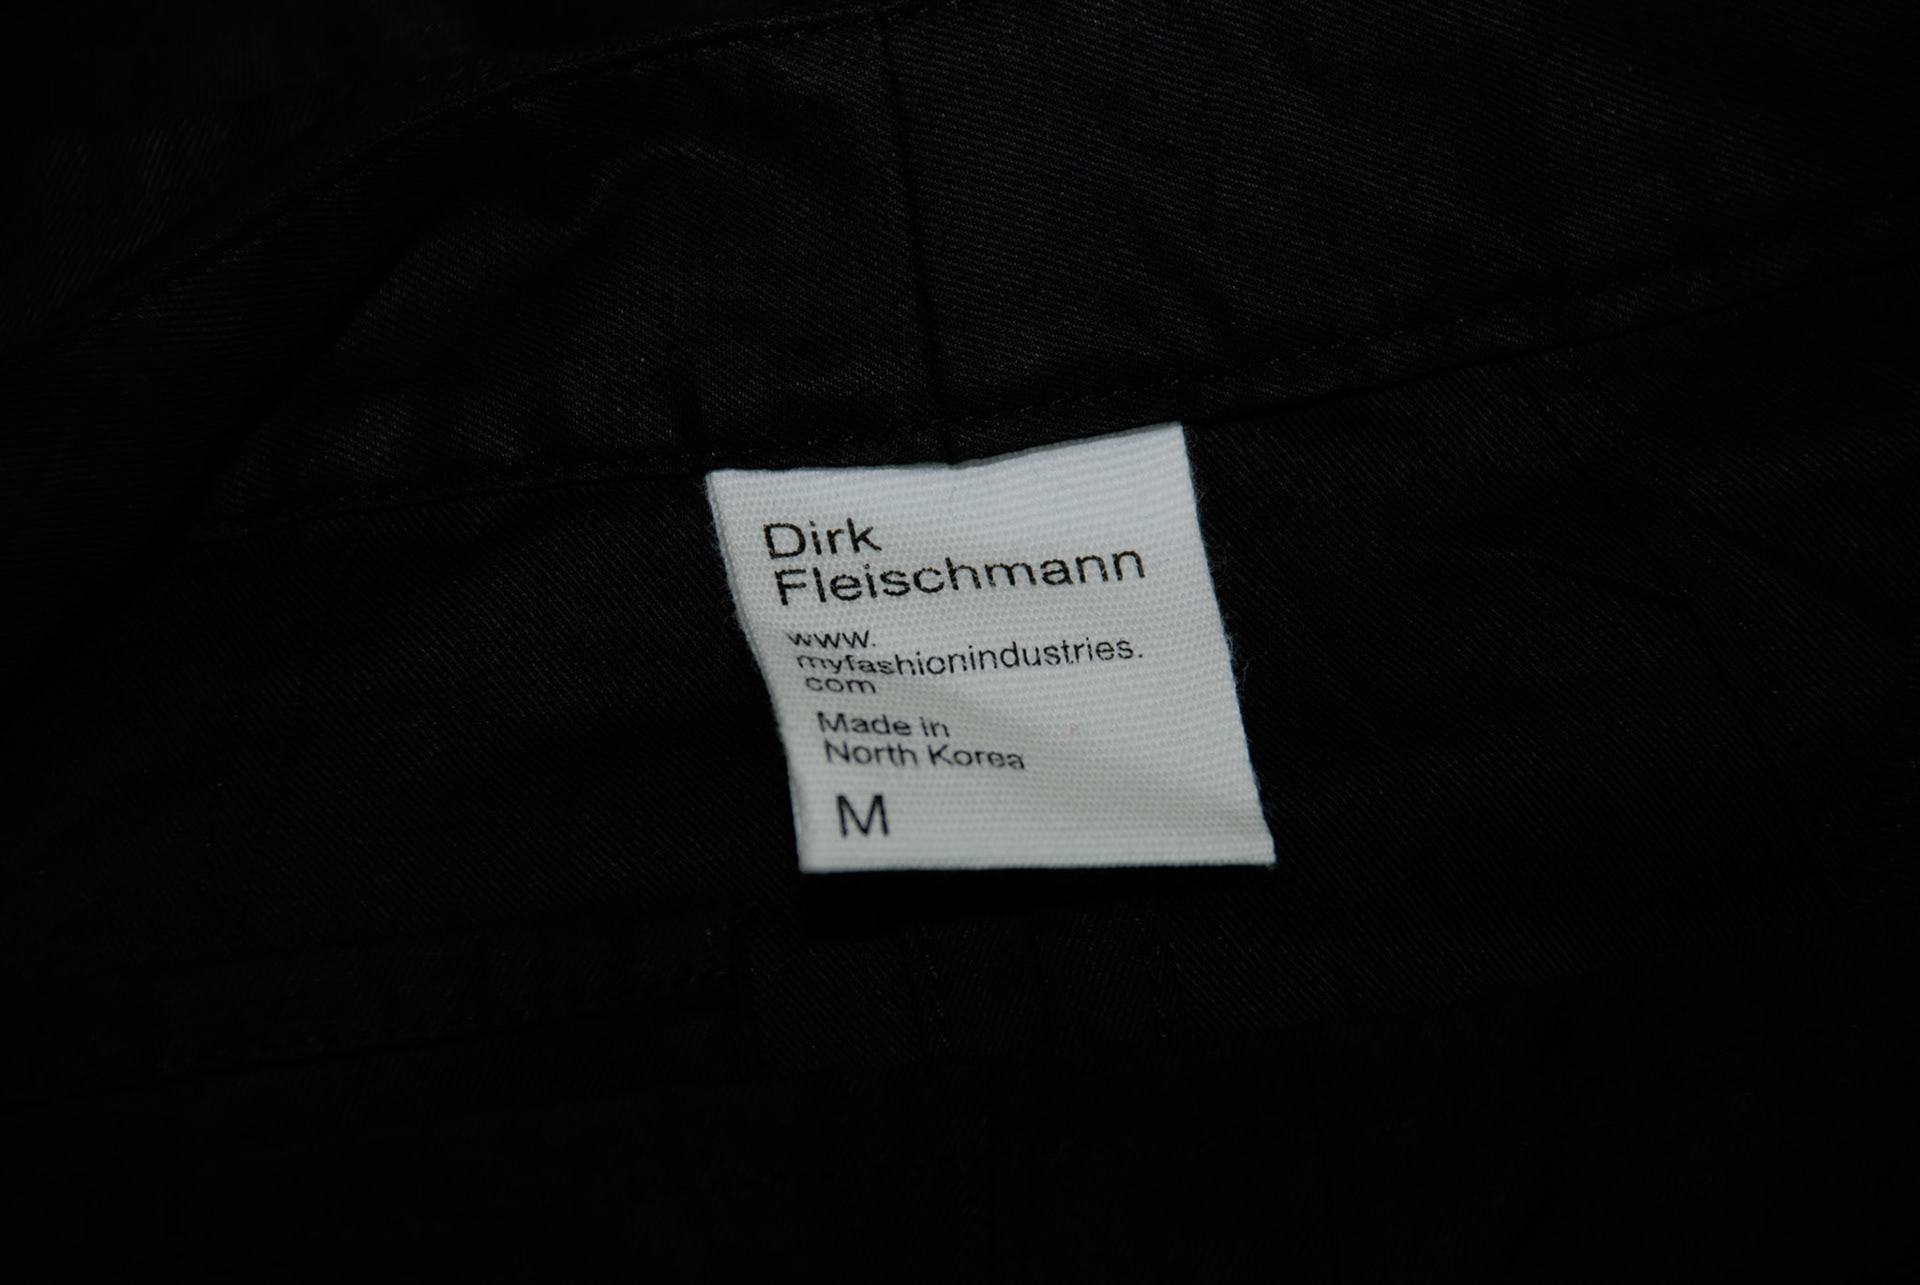 Dirk
Fleischmann
www.
myfashionindustries.
com
Made in
North Korea
M